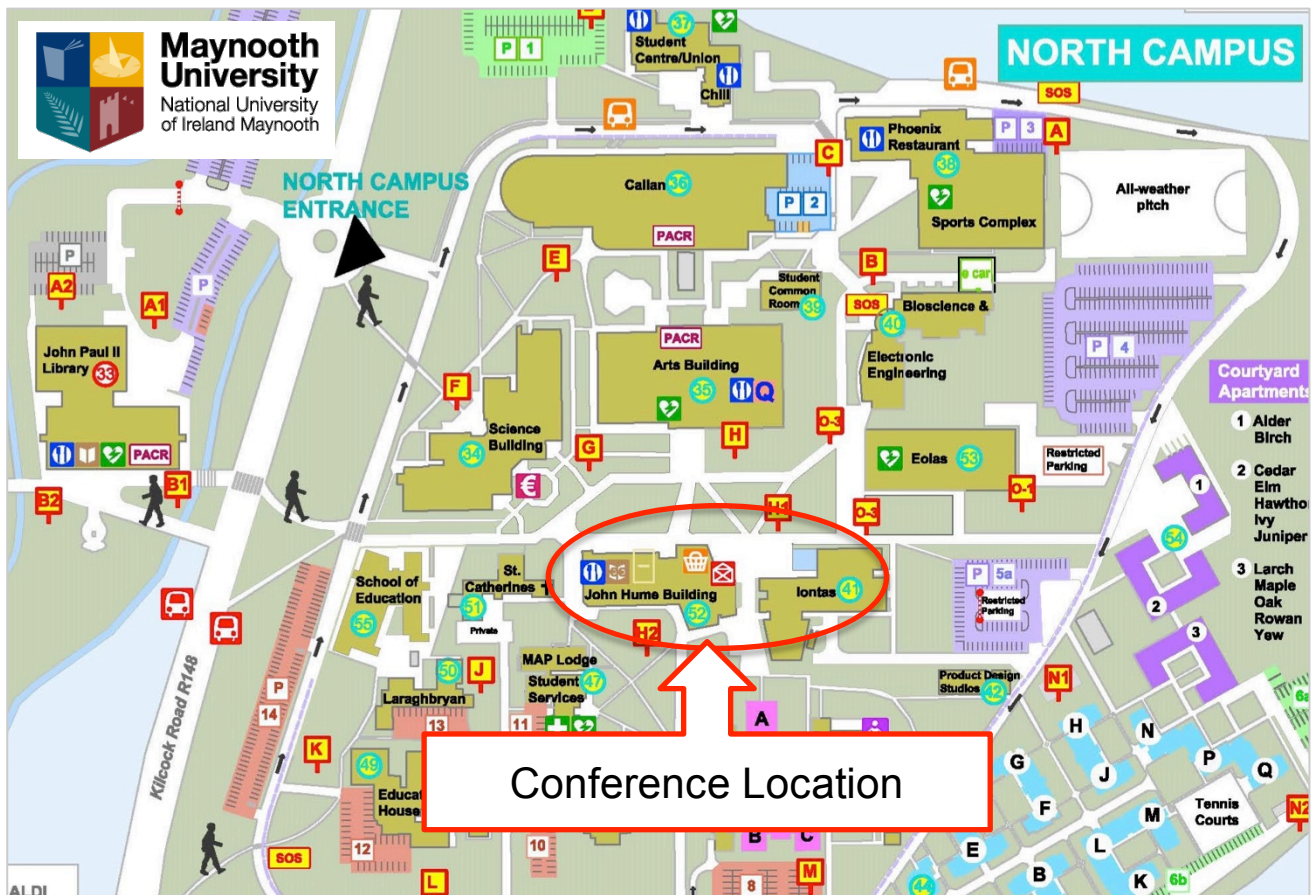 Maynooth
University
National University
of Ireland Maynooth
NORTH CAMPUS
P 1
37
Student
Centre/Union
Chill
SOS
NORTH CAMPUS
ENTRANCE
C
Phoenix
Restaurant
38
P 3
A
Callan 36
P 2
All-weather
pitch
Sports Complex
PACR
P
A2
A1
P
E
B
e car
Student
Common
Room
39
SOS
Bioscience &
40
John Paul II
Library 33
PACR
Arts Building
35
Q
Electronic
Engineering
P 4
Courtyard
Apartments
1 Alder
Birch
2 Cedar
Elm
Hawtho
Ivy
Juniper
3 Larch
Maple
Oak
Rowan
Yew
F
Science
Building
34
G
H
O-3
Eolas 53
Restricted
Parking
O-1
1
PACR
B2
B1
€
H1
O-3
54
School of
Education
55
St.
Catherines
51
Private
John Hume Building
52
Iontas 41
P 5a
Restricted
Parking
2
3
H2
MAP Lodge
Student
Services
47
50
Laraghbryan
J
Product Design
Studios 42
N1
Kilcock Road R148
P
14
13
11
A
K
49
Educat
House
Conference Location
H
N
G
J
P
Q
F
M
Tennis
Courts
N2
6a
12
10
B
C
E
L
SOS
L
8
M
44
B
K
6b
ALDI